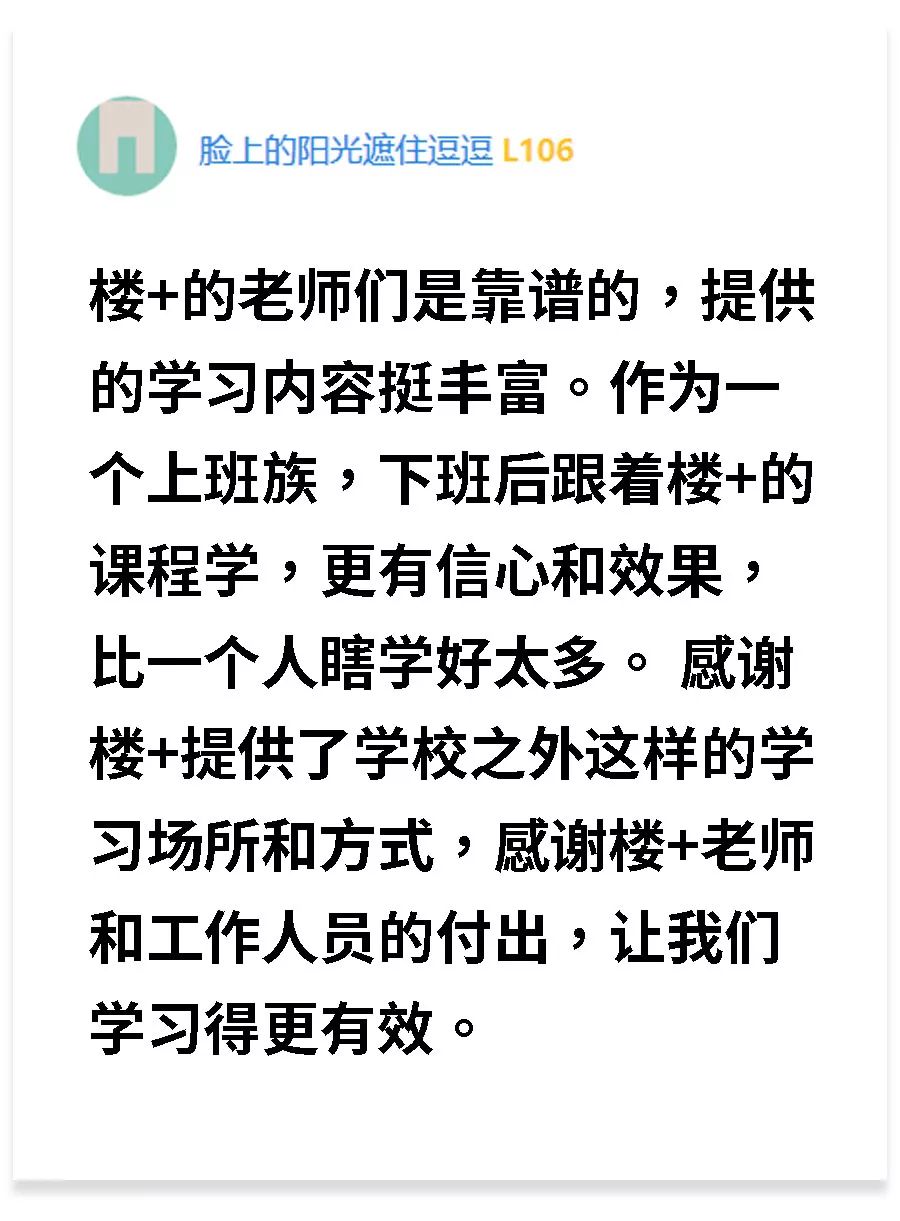 脸上的阳光遮住逗逗 L106
楼+的老师们是靠谱的，提供
的学习内容挺丰富。作为一
个上班族，下班后跟着楼+的
课程学，更有信心和效果，
比一个人瞎学好太多。 感谢
楼+提供了学校之外这样的学
习场所和方式，感谢楼+老师
和工作人员的付出，让我们
学习得更有效。